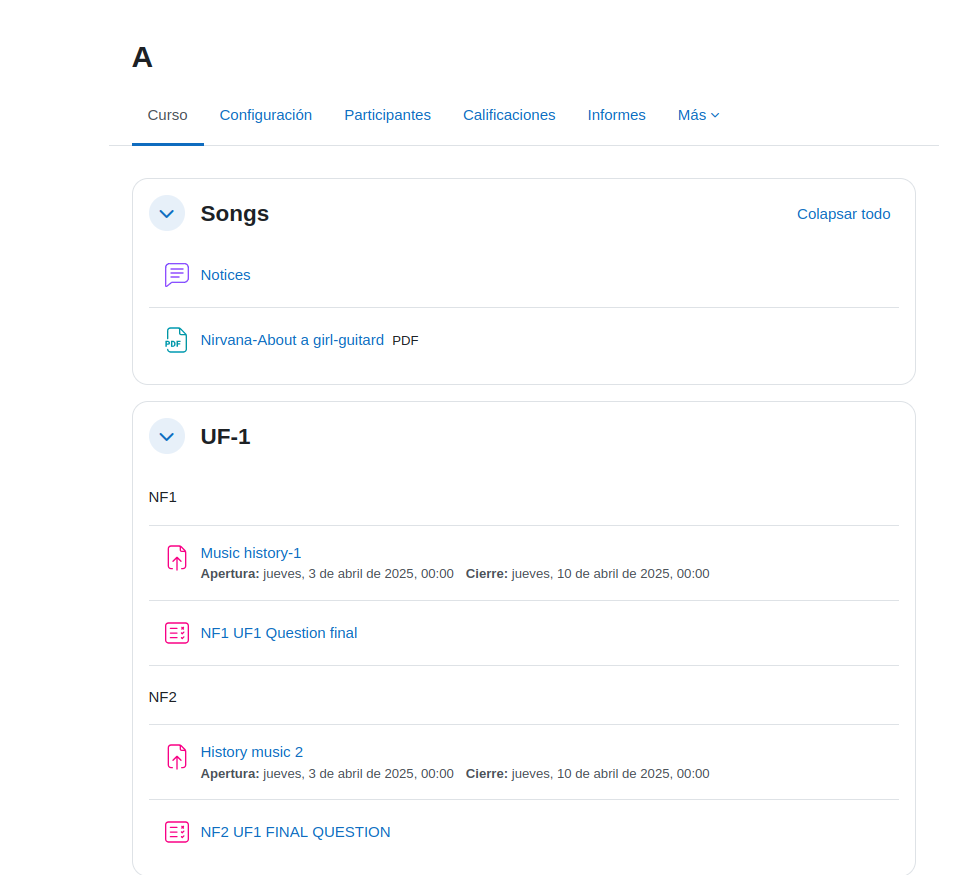 A
Curso Configuración Participantes Calificaciones Informes Más
Songs Colapsar todo
Notices
PDF Nirvana-About a girl-guitard PDF
UF-1
NF1
Music history-1
Apertura: jueves, 3 de abril de 2025, 00:00 Cierre: jueves, 10 de abril de 2025, 00:00
NF1 UF1 Question final
NF2
History music 2
Apertura: jueves, 3 de abril de 2025, 00:00 Cierre: jueves, 10 de abril de 2025, 00:00
NF2 UF1 FINAL QUESTION